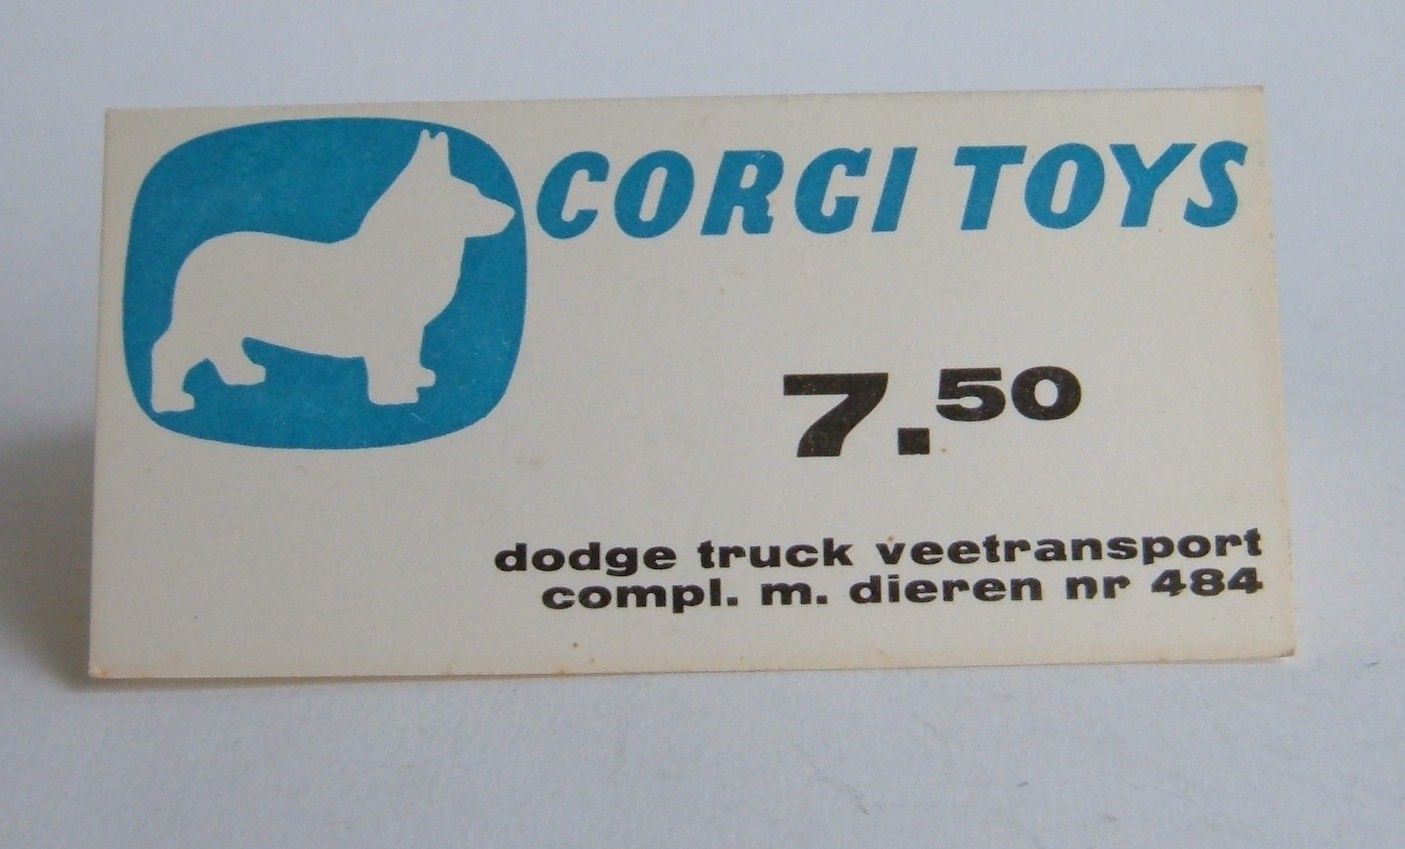 CORGI TOYS
7.50
dodge truck veetransport
compl. m. dieren nr 484